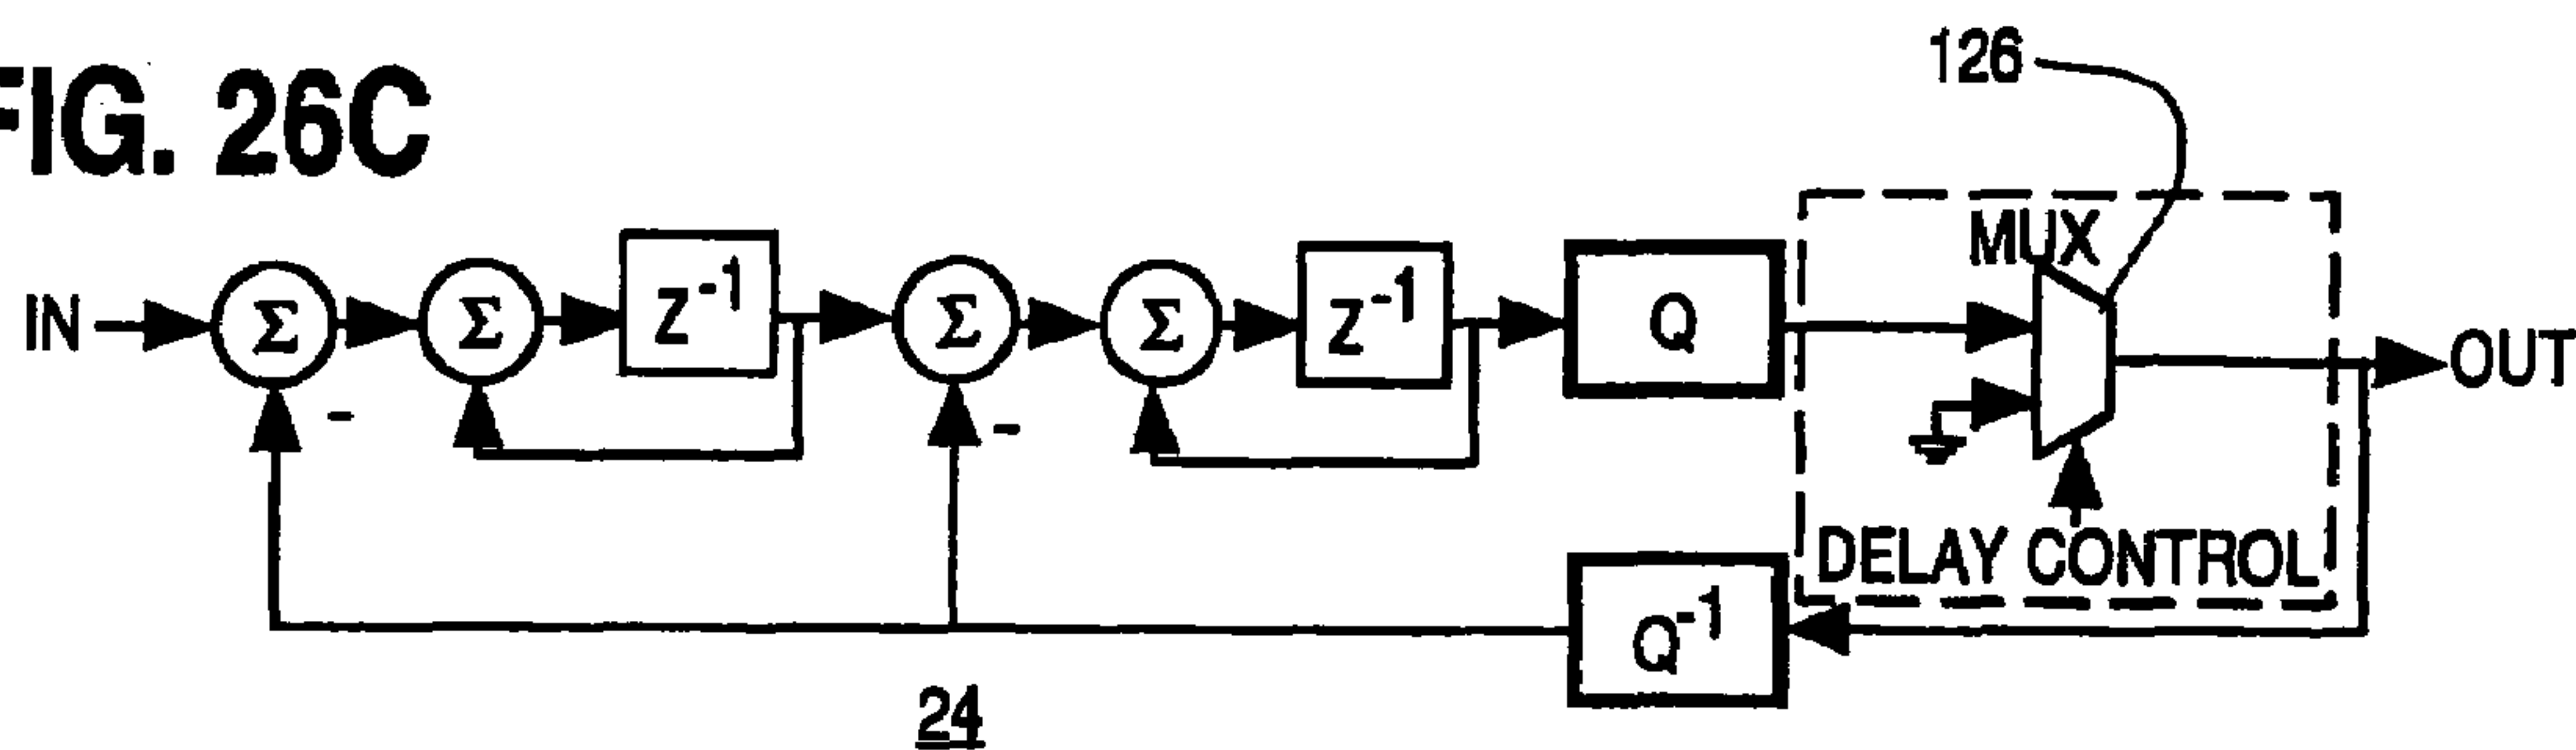 FIG. 26C
126
MUX
IN
Σ
Σ
Z-1
Σ
Σ
Z-1
Q
OUT
DELAY CONTROL
Q-1
-
-
24